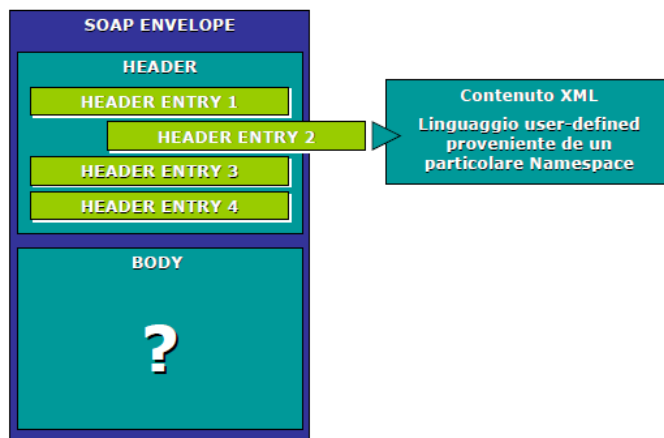 SOAP ENVELOPE
HEADER
HEADER ENTRY 1
HEADER ENTRY 2
HEADER ENTRY 3
HEADER ENTRY 4
BODY
?
Contenuto XML
Linguaggio user-defined
proveniente de un
particolare Namespace